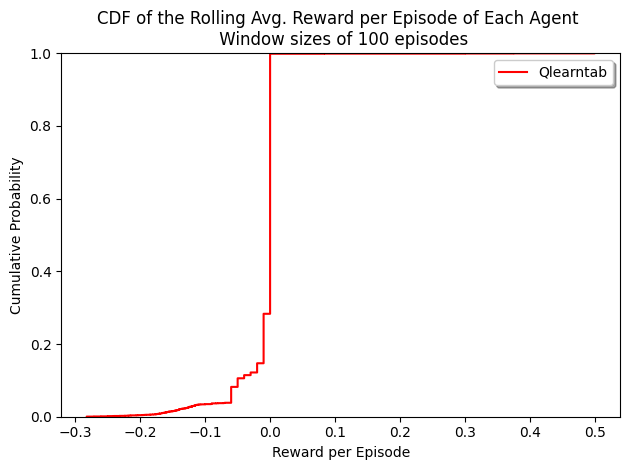 CDF of the Rolling Avg. Reward per Episode of Each Agent
Window sizes of 100 episodes
Qlearntab
Cumulative Probability
1.0
0.8
0.6
0.4
0.2
0.0
−0.3 −0.2 −0.1 0.0 0.1 0.2 0.3 0.4 0.5
Reward per Episode